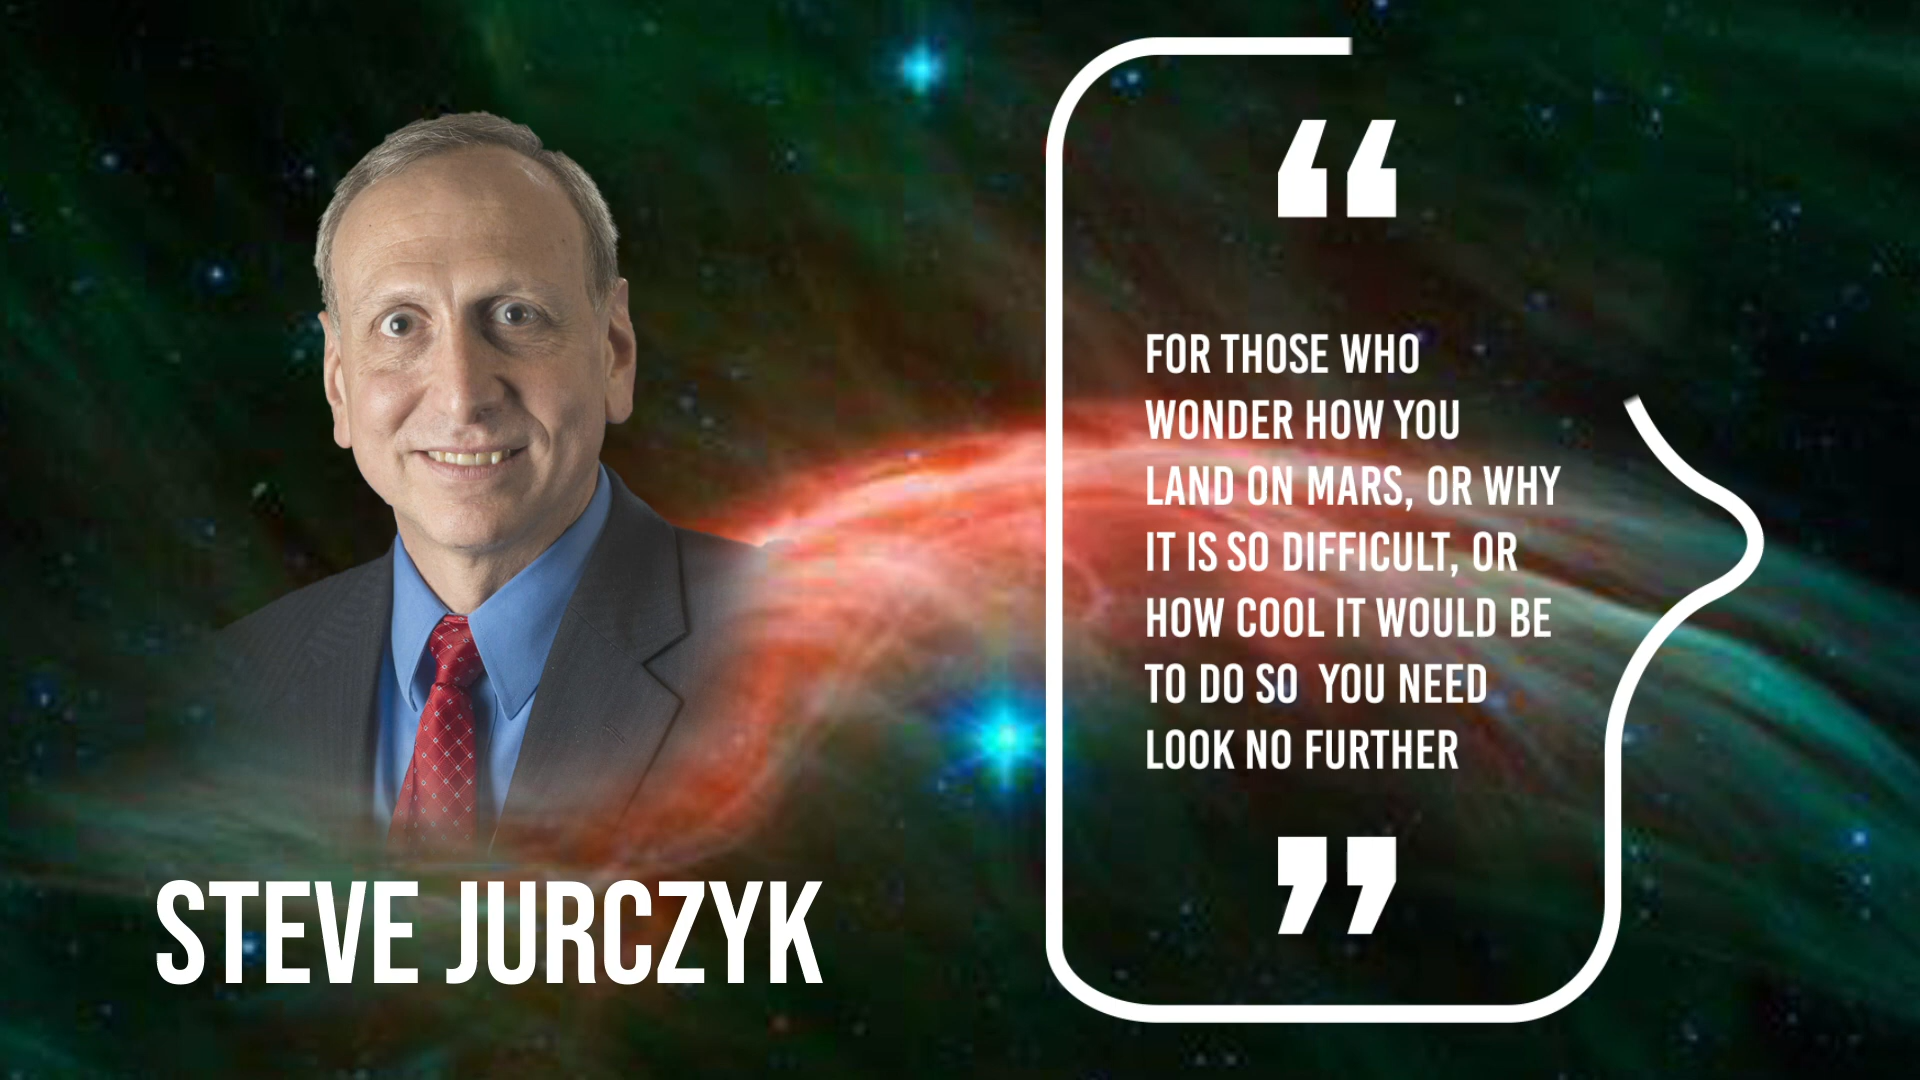 “
FOR THOSE WHO
WONDER HOW YOU
LAND ON MARS, OR WHY
IT IS SO DIFFICULT, OR
HOW COOL IT WOULD BE
TO DO SO  YOU NEED
LOOK NO FURTHER
”
STEVE JURCZYK